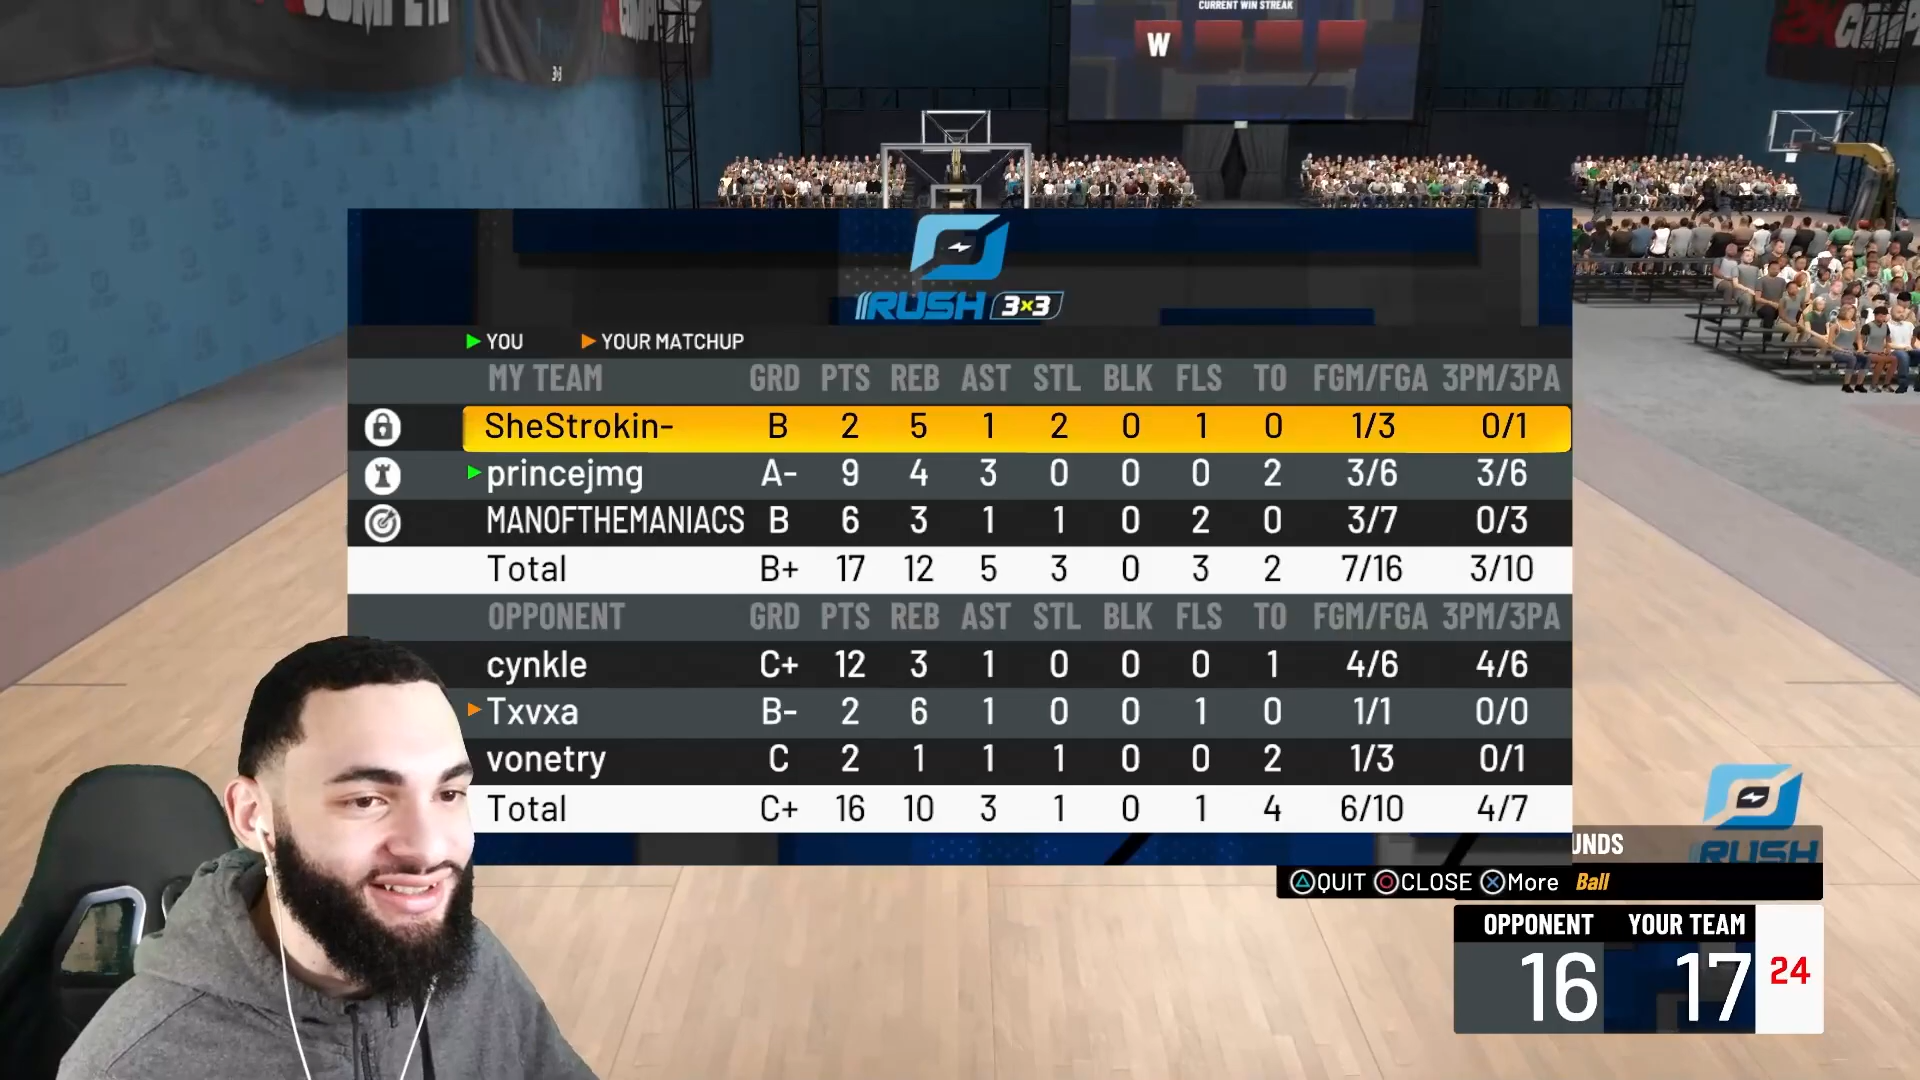 CURRENT WIN STREAK
W
RUSH 3x3
YOU YOUR MATCHUP
MY TEAM GRD PTS REB AST STL BLK FLS TO FGM/FGA 3PM/3PA
SheStrokin- B 2 5 1 2 0 1 0 1/3 0/1
princejmg A- 9 4 3 0 0 0 2 3/6 3/6
MANOFTHEMANIACS B 6 3 1 1 0 2 0 3/7 0/3
Total B+ 17 12 5 3 0 3 2 7/16 3/10
OPPONENT GRD PTS REB AST STL BLK FLS TO FGM/FGA 3PM/3PA
cynkle C+ 12 3 1 0 0 0 1 4/6 4/6
Txvxa B- 2 6 1 0 0 1 0 1/1 0/0
vonetry C 2 1 1 1 0 0 2 1/3 0/1
Total C+ 16 10 3 1 0 1 4 6/10 4/7
UNDS
RUSH
QUIT CLOSE More Ball
OPPONENT YOUR TEAM
16 17 24